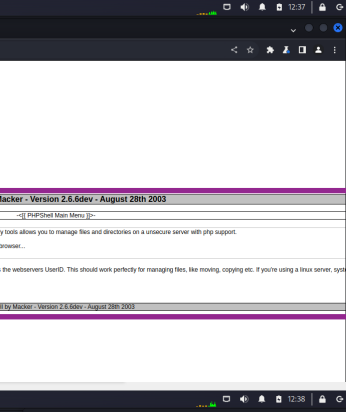 12:37
Macker - Version 2.6.6dev - August 28th 2003
-<[[ PHPShell Main Menu ]]>-
y tools allows you to manage files and directories on a unsecure server with php support.
browser...
s the webservers UserID. This should work perfectly for managing files, like moving, copying etc. If you're using a linux server, syste
ll by Macker - Version 2.6.6dev - August 28th 2003
12:38